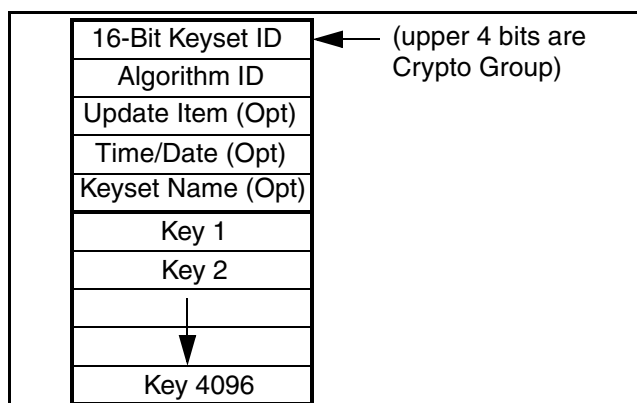 16-Bit Keyset ID
(upper 4 bits are
Crypto Group)
Algorithm ID
Update Item (Opt)
Time/Date (Opt)
Keyset Name (Opt)
Key 1
Key 2
Key 4096